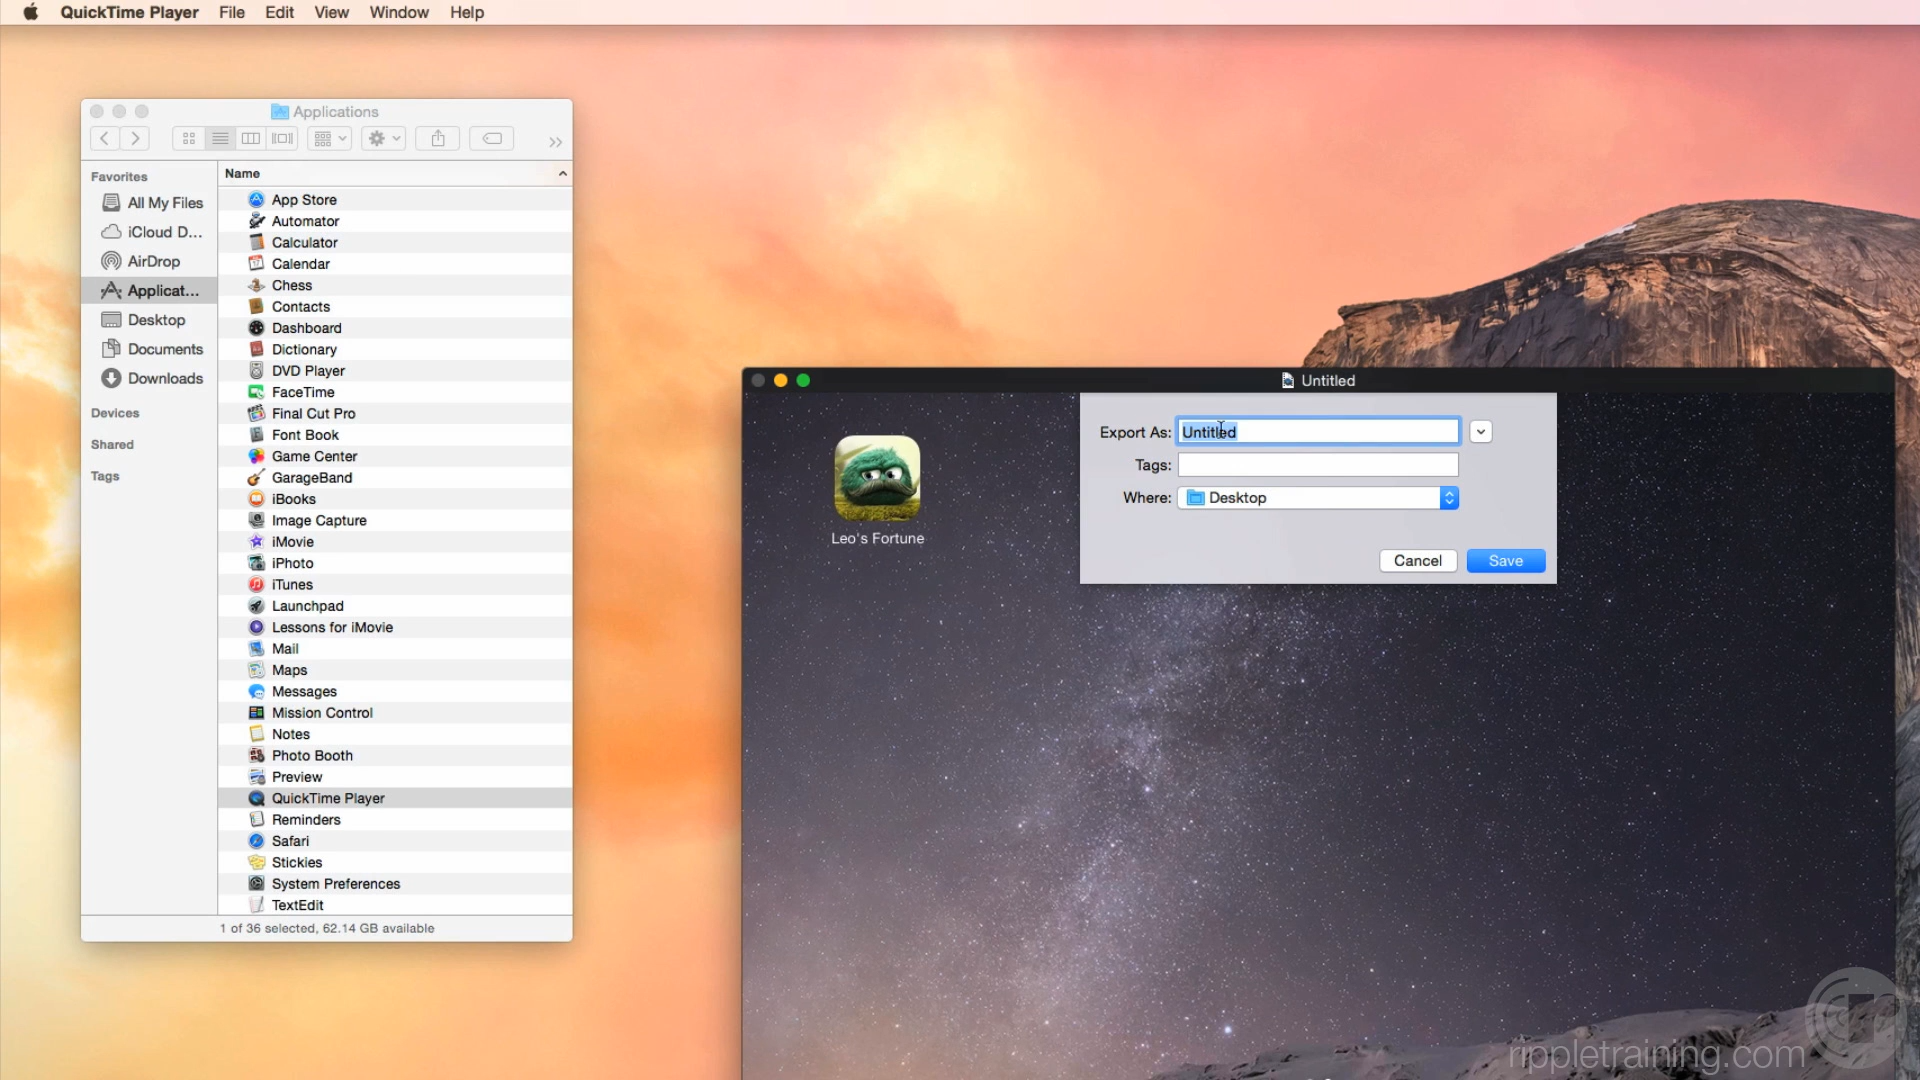 QuickTime Player File Edit View Window Help
Applications
Favorites
All My Files
iCloud D...
AirDrop
Applicat...
Desktop
Documents
Downloads
Devices
Shared
Tags
Name
App Store
Automator
Calculator
Calendar
Chess
Contacts
Dashboard
Dictionary
DVD Player
FaceTime
Final Cut Pro
Font Book
Game Center
GarageBand
iBooks
Image Capture
iMovie
iPhoto
iTunes
Launchpad
Lessons for iMovie
Mail
Maps
Messages
Mission Control
Notes
Photo Booth
Preview
QuickTime Player
Reminders
Safari
Stickies
System Preferences
TextEdit
1 of 36 selected, 62.14 GB available
Untitled
Export As: Untitled
Tags:
Where: Desktop
Cancel Save
Leo's Fortune
rippletraining.com